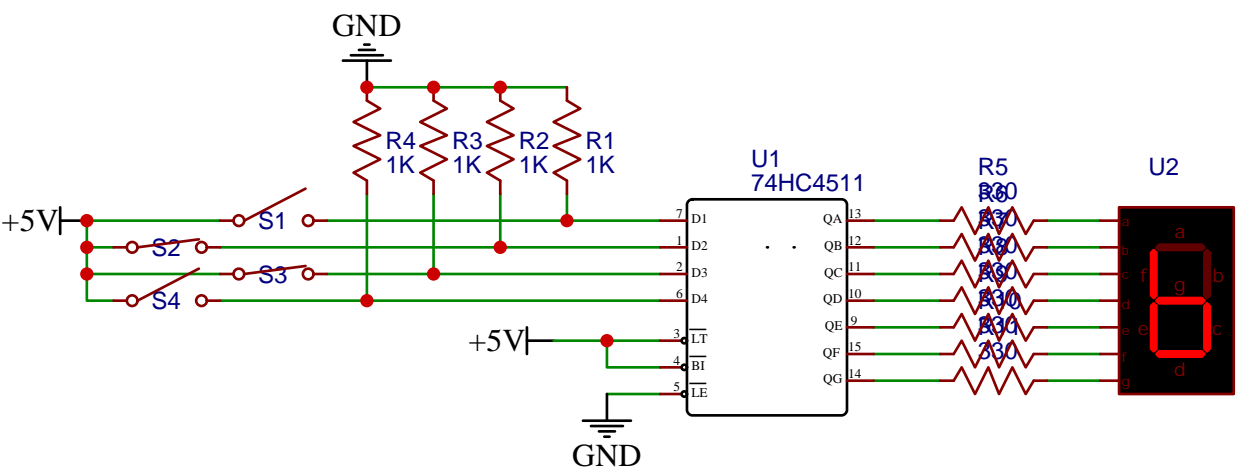 GND
R4 R3 R2 R1
1K 1K 1K 1K
U1
74HC4511
R5
330
R6
U2
+5V
S1
S2
S3
S4
7 D1 QA 13
1 D2 QB 12
2 D3 QC 11
6 D4 QD 10
3 LT QE 9
4 BI QF 15
5 LE QG 14
330
+5V
GND
a
b
c
d
e
f
g
a
f b
g
e c
d